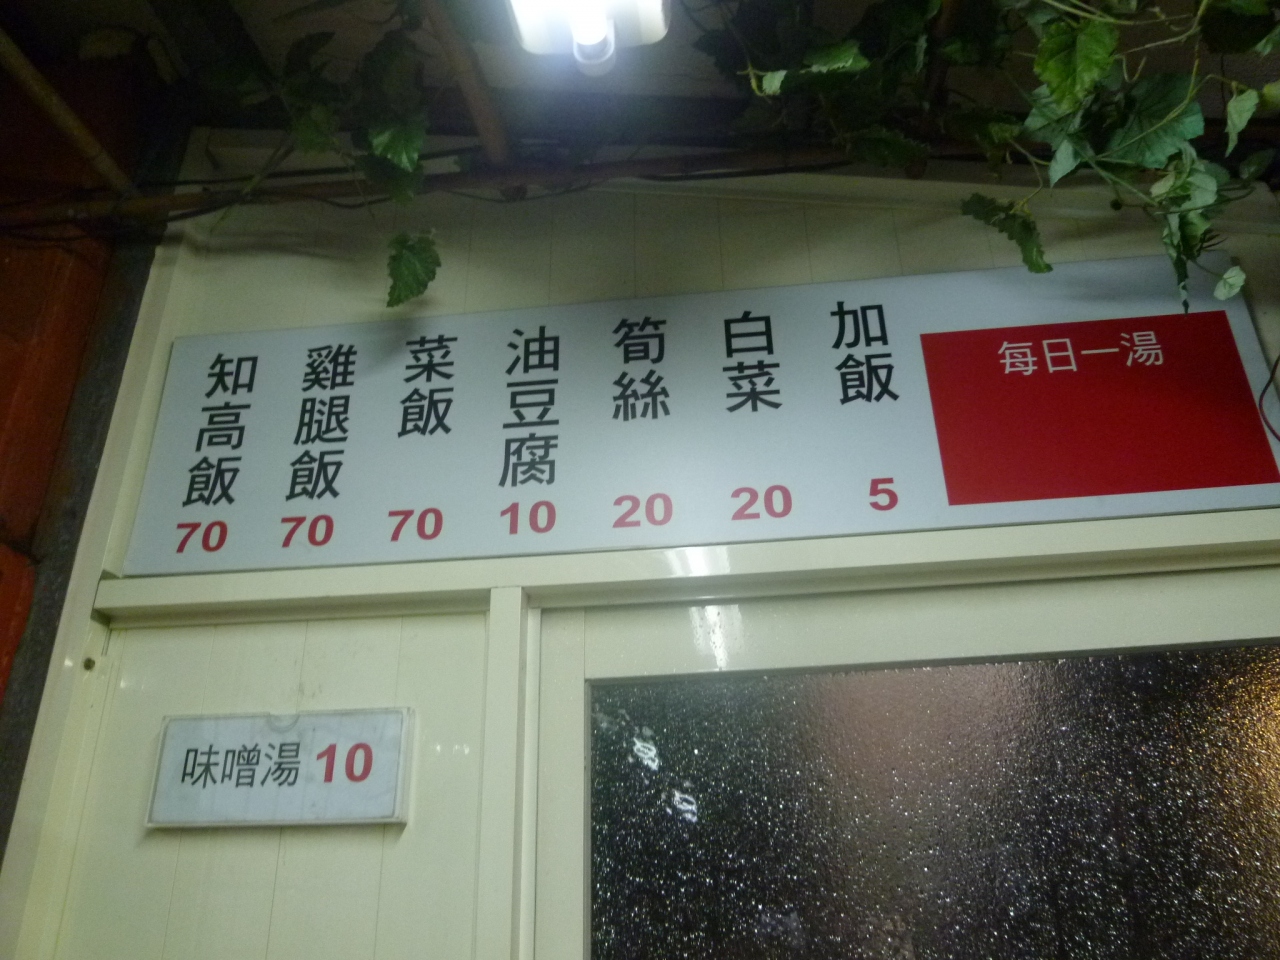 知高飯 70
雞腿飯 70
菜飯 70
油豆腐 10
筍絲 20
白菜 20
加飯 5
每日一湯
味噌湯 10